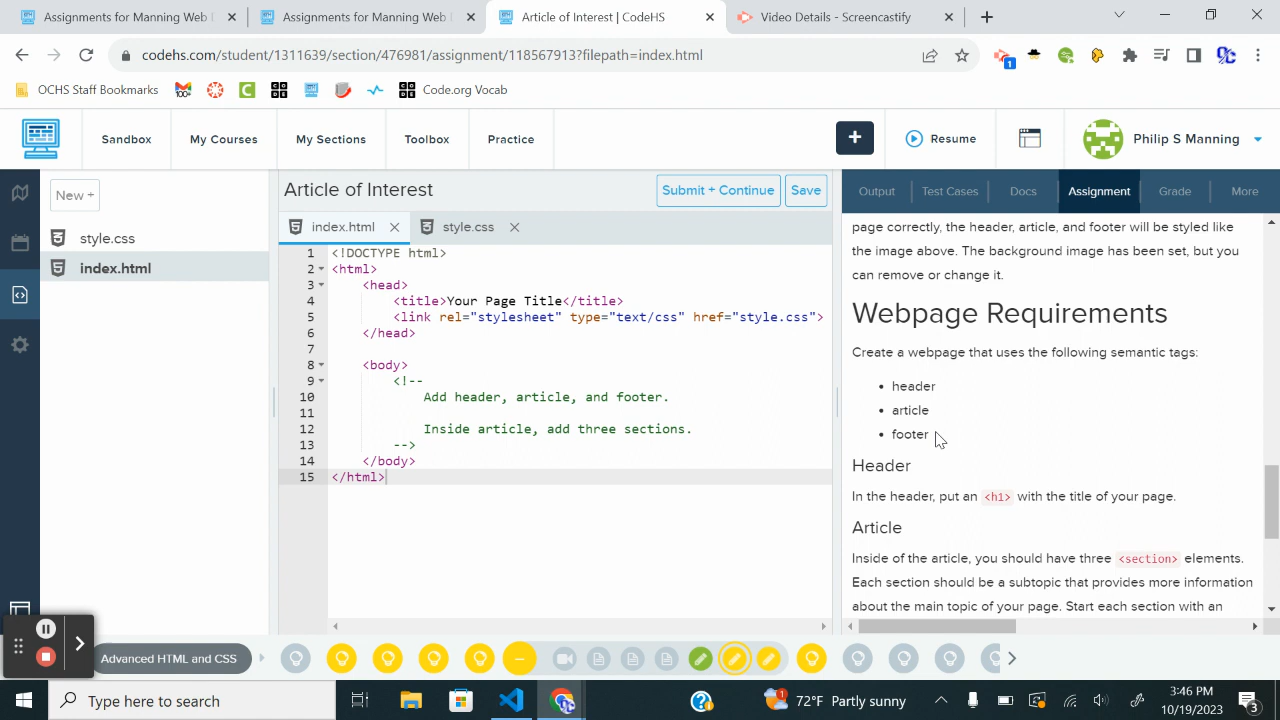 Assignments for Manning Web
Assignments for Manning Web
Article of Interest | CodeHS
Video Details - Screencastify
codehs.com/student/1311639/section/476981/assignment/118567913?filepath=index.html
1
OCHS Staff Bookmarks
Code.org Vocab
Sandbox
My Courses
My Sections
Toolbox
Practice
+
Resume
Philip S Manning
New +
style.css
index.html
Article of Interest
Submit + Continue
Save
index.html
style.css
1 <!DOCTYPE html>
2 <html>
3 <head>
4 <title>Your Page Title</title>
5 <link rel="stylesheet" type="text/css" href="style.css">
6 </head>
7
8 <body>
9 <!--
10 Add header, article, and footer.
11
12 Inside article, add three sections.
13 -->
14 </body>
15 </html>
Output
Test Cases
Docs
Assignment
Grade
More
page correctly, the header, article, and footer will be styled like
the image above. The background image has been set, but you
can remove or change it.
Webpage Requirements
Create a webpage that uses the following semantic tags:
• header
• article
• footer
Header
In the header, put an <h1> with the title of your page.
Article
Inside of the article, you should have three <section> elements.
Each section should be a subtopic that provides more information
about the main topic of your page. Start each section with an
Advanced HTML and CSS
Type here to search
1
72°F Partly sunny
3:46 PM
10/19/2023
3